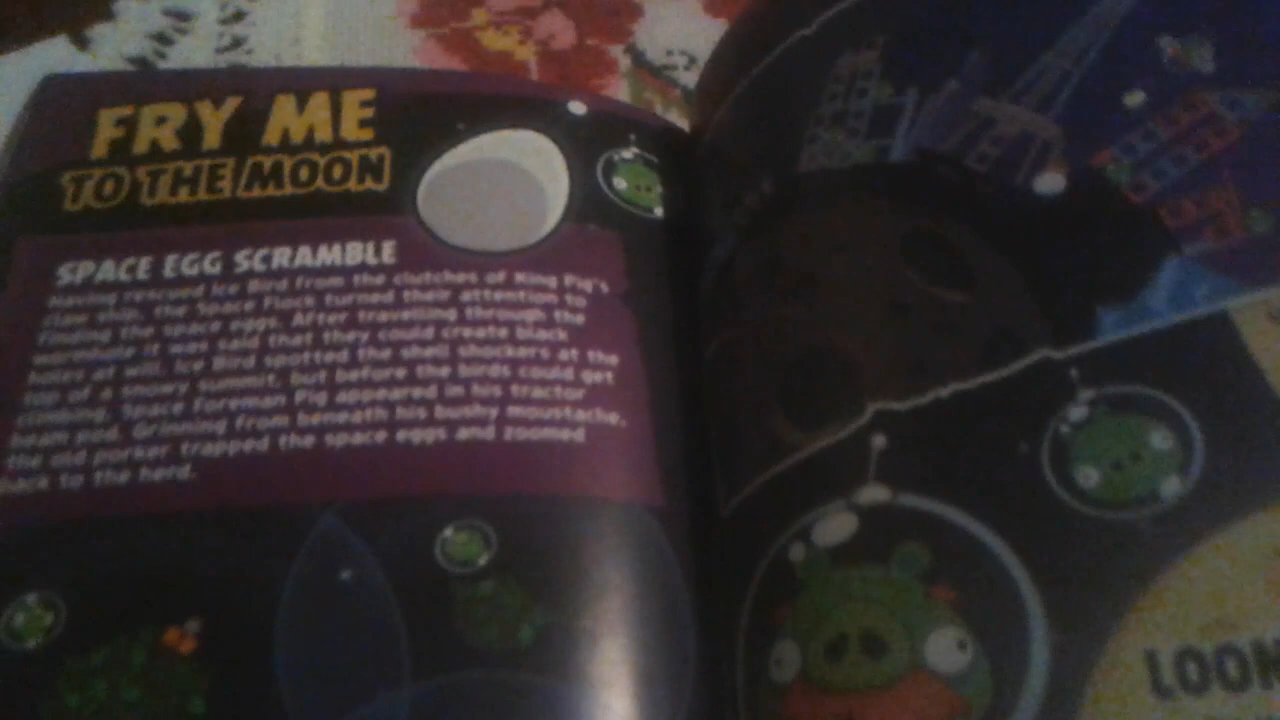 FRY ME
TO THE MOON
SPACE EGG SCRAMBLE
Having rescued Ice Bird from the clutches of King Pig's
claw ship, the Space Flock turned their attention to
finding the space eggs. After travelling through the
wormhole it was said that they could create black
holes at will. Ice Bird spotted the shell shockers at the
top of a snowy summit, but before the birds could get
climbing, Space Foreman Pig appeared in his tractor
beam pod. Grinning from beneath his bushy moustache,
the old porker trapped the space eggs and zoomed
back to the herd.
LOON